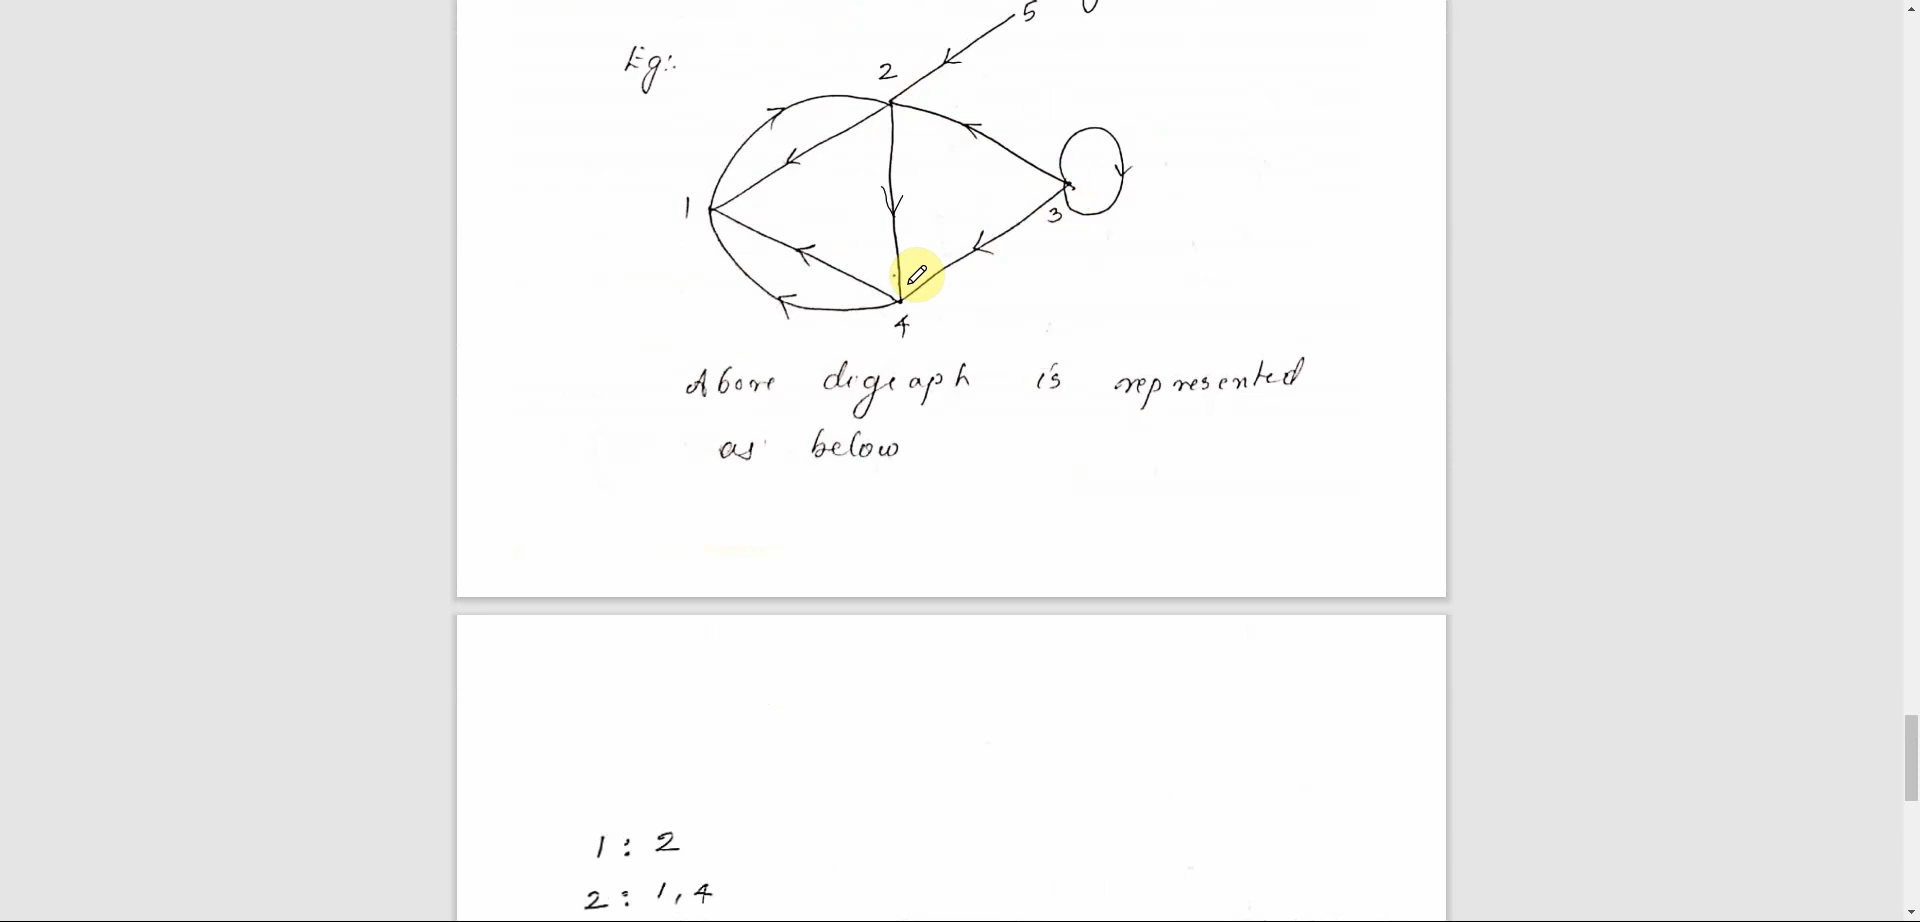 5
Eg:-
2
1
3
4
Above digraph is represented
as below
1 : 2
2 : 1, 4